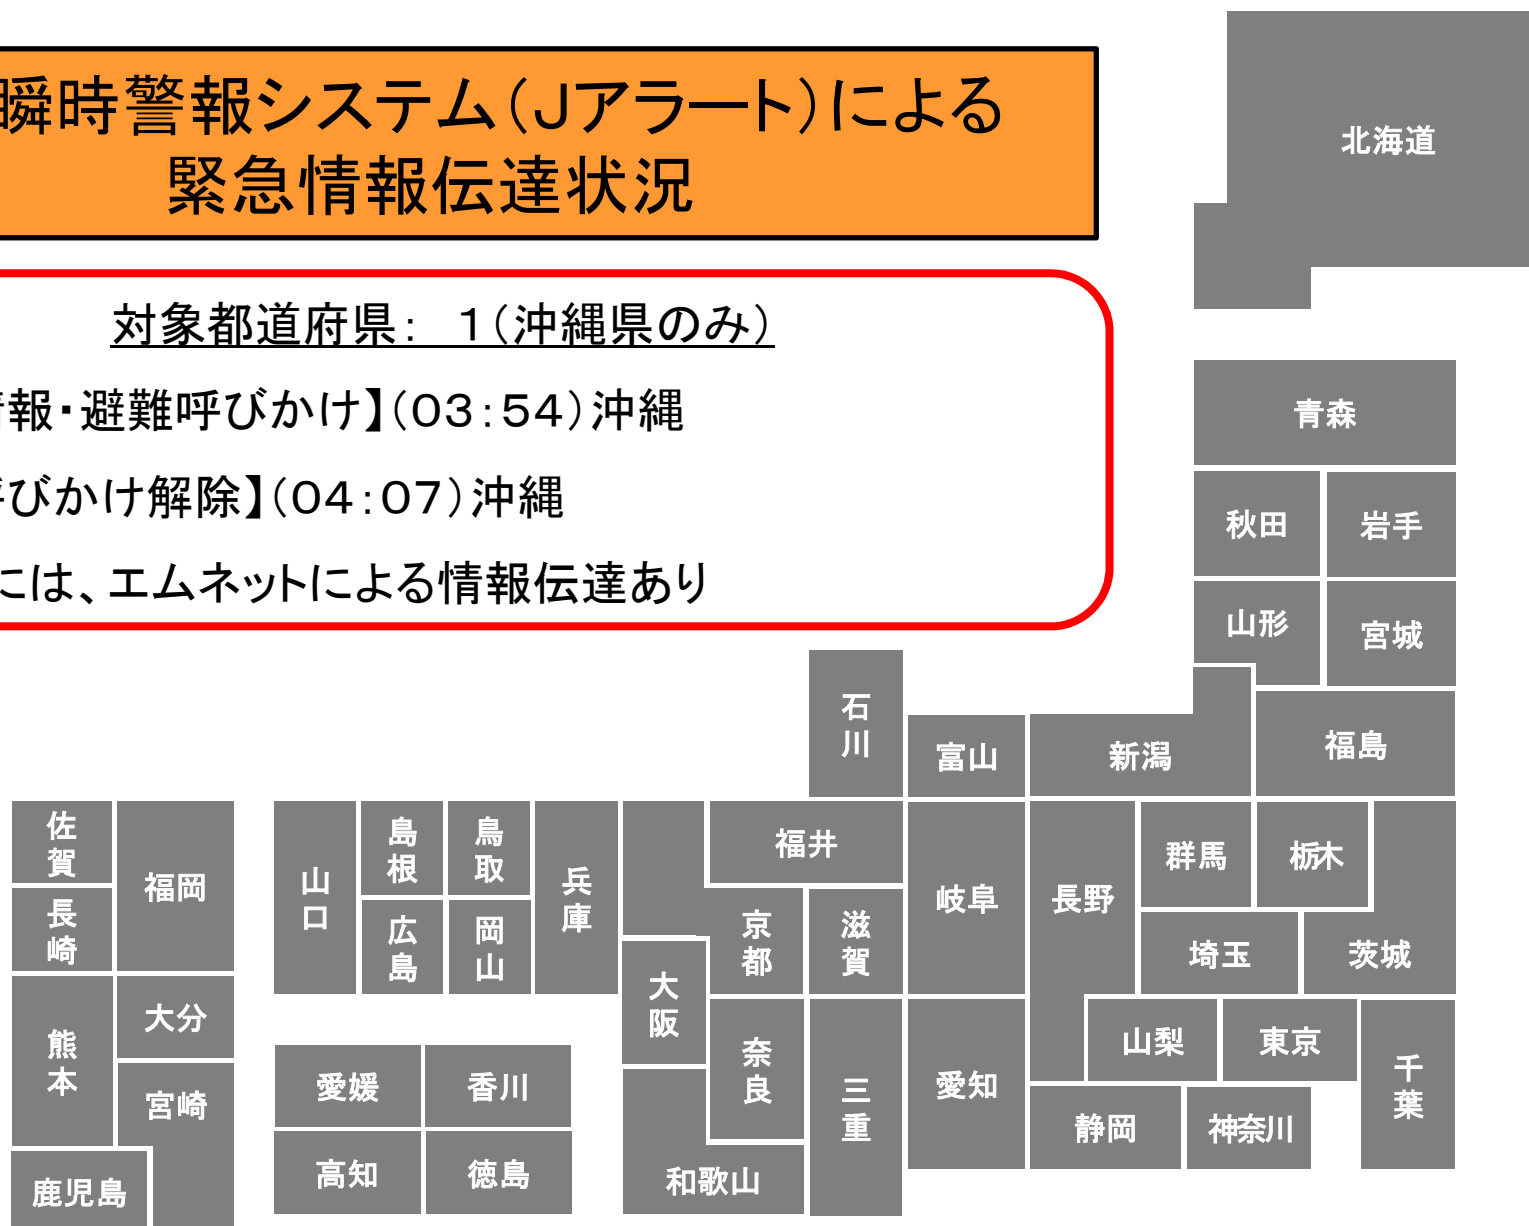 瞬時警報システム（Jアラート）による
緊急情報伝達状況
対象都道府県：　１（沖縄県のみ）
報・避難呼びかけ】（０３：５４）沖縄
びかけ解除】（０４：０７）沖縄
には、エムネットによる情報伝達あり
北海道
青森
秋田
岩手
山形
宮城
石川
富山
新潟
福島
佐賀
福岡
山口
島根
鳥取
兵庫
福井
岐阜
長野
群馬
栃木
長崎
広島
岡山
京都
滋賀
埼玉
茨城
熊本
大分
大阪
奈良
三重
愛知
山梨
東京
千葉
宮崎
愛媛
香川
静岡
神奈川
鹿児島
高知
徳島
和歌山